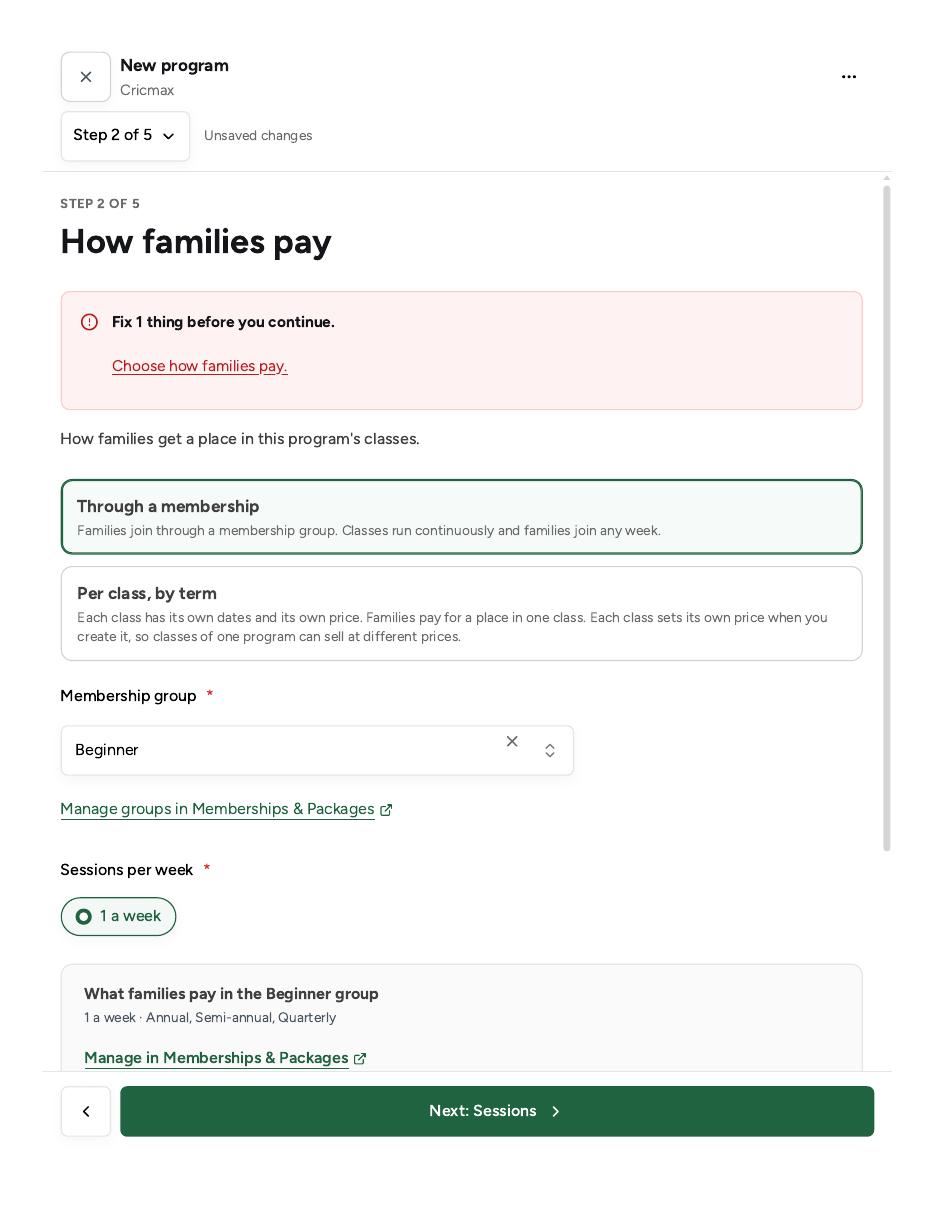 New program
Cricmax
Step 2 of 5
Unsaved changes
STEP 2 OF 5
How families pay
Fix 1 thing before you continue.
Choose how families pay.
How families get a place in this program's classes.
Through a membership
Families join through a membership group. Classes run continuously and families join any week.
Per class, by term
Each class has its own dates and its own price. Families pay for a place in one class. Each class sets its own price when you
create it, so classes of one program can sell at different prices.
Membership group *
Beginner
Manage groups in Memberships & Packages
Sessions per week *
1 a week
What families pay in the Beginner group
1 a week · Annual, Semi-annual, Quarterly
Manage in Memberships & Packages
Next: Sessions